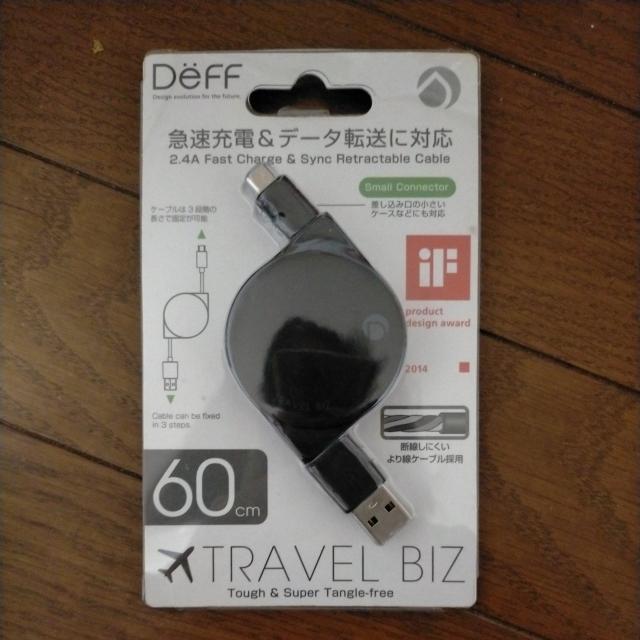 DëFF
Design evolution for the future.
急速充電＆データ転送に対応
2.4A Fast Charge & Sync Retractable Cable
Small Connector
差し込み口の小さい
ケースなどにも対応
ケーブルは3段階の
長さで固定が可能
iF
product
design award
2014
Cable can be fixed
in 3 steps.
断線しにくい
より線ケーブル採用
60cm
TRAVEL BIZ
Tough & Super Tangle-free